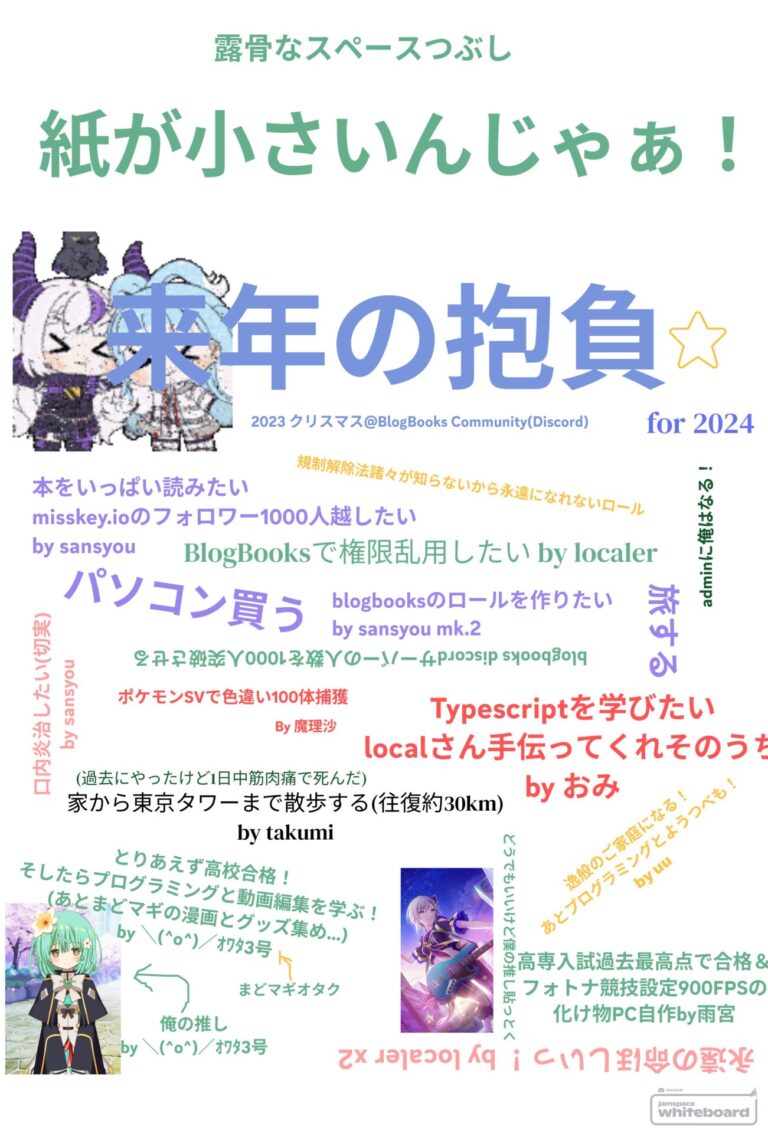 露骨なスペースつぶし
紙が小さいんじゃぁ！
来年の抱負
2023 クリスマス@BlogBooks Community(Discord)
for 2024
規制解除法諸々が知らないから永遠になれないロール
adminに俺はなる！
本をいっぱい読みたい
misskey.ioのフォロワー1000人越したい
by sansyou
BlogBooksで権限乱用したい by localer
パソコン買う
blogbooksのロールを作りたい
by sansyou mk.2
旅する
blogbooks discordサーバーの人数を1000人突破させる
口内炎治したい(切実)
by sansyou
ポケモンSVで色違い100体捕獲
By 魔理沙
Typescriptを学びたい
localさん手伝ってくれそのうち
by おみ
(過去にやったけど1日中筋肉痛で死んだ)
家から東京タワーまで散歩する(往復約30km)
by takumi
逸般のご家庭になる！
あとプログラミングとようつべも！
by uu
とりあえず高校合格！
そしたらプログラミングと動画編集を学ぶ！
(あとまどマギの漫画とグッズ集め...)
by ＼(^o^)／ｵﾜﾀ3号
まどマギオタク
俺の推し
by ＼(^o^)／ｵﾜﾀ3号
どうでもいいけど僕の推し貼っとく
高専入試過去最高点で合格＆
フォトナ競技設定900FPSの
化け物PC自作by雨宮
永遠の命ほしいっ！ by localer x2
discord
jamspace
whiteboard